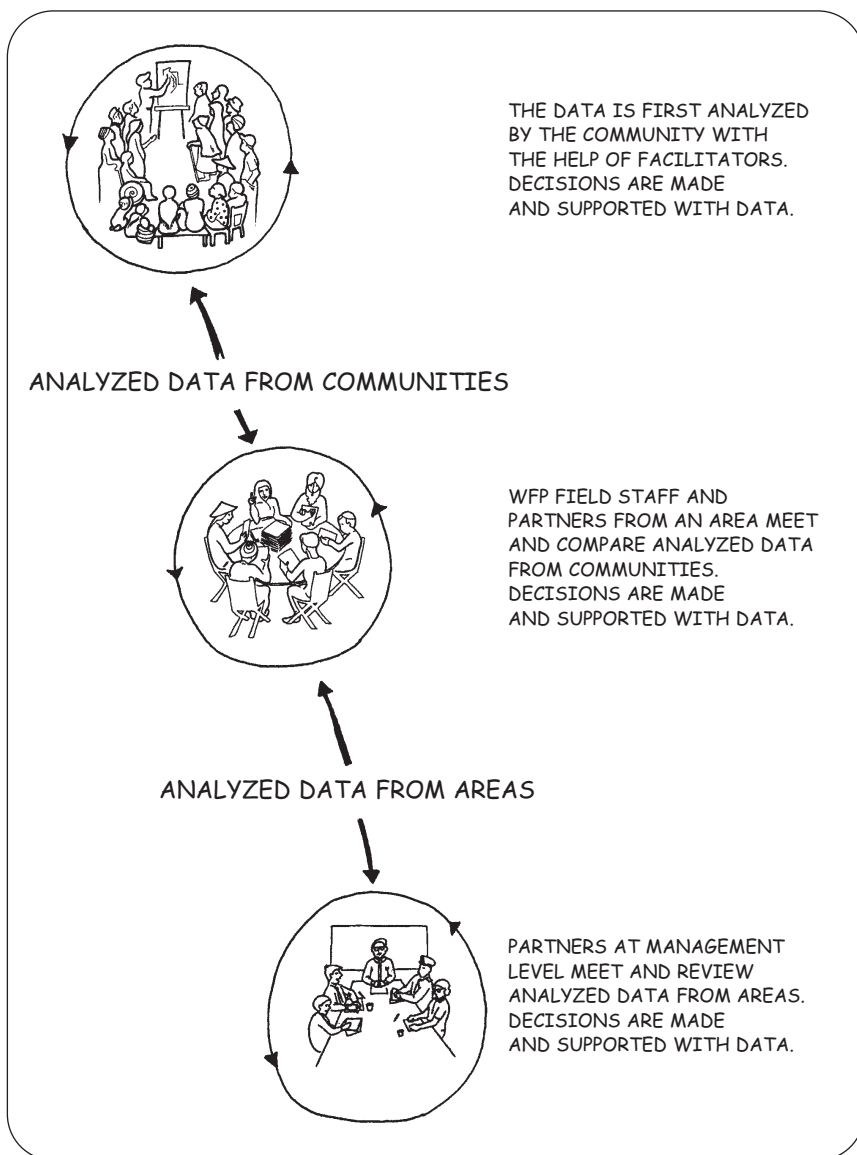 THE DATA IS FIRST ANALYZED
BY THE COMMUNITY WITH
THE HELP OF FACILITATORS.
DECISIONS ARE MADE
AND SUPPORTED WITH DATA.
ANALYZED DATA FROM COMMUNITIES
WFP FIELD STAFF AND
PARTNERS FROM AN AREA MEET
AND COMPARE ANALYZED DATA
FROM COMMUNITIES.
DECISIONS ARE MADE
AND SUPPORTED WITH DATA.
ANALYZED DATA FROM AREAS
PARTNERS AT MANAGEMENT
LEVEL MEET AND REVIEW
ANALYZED DATA FROM AREAS.
DECISIONS ARE MADE
AND SUPPORTED WITH DATA.